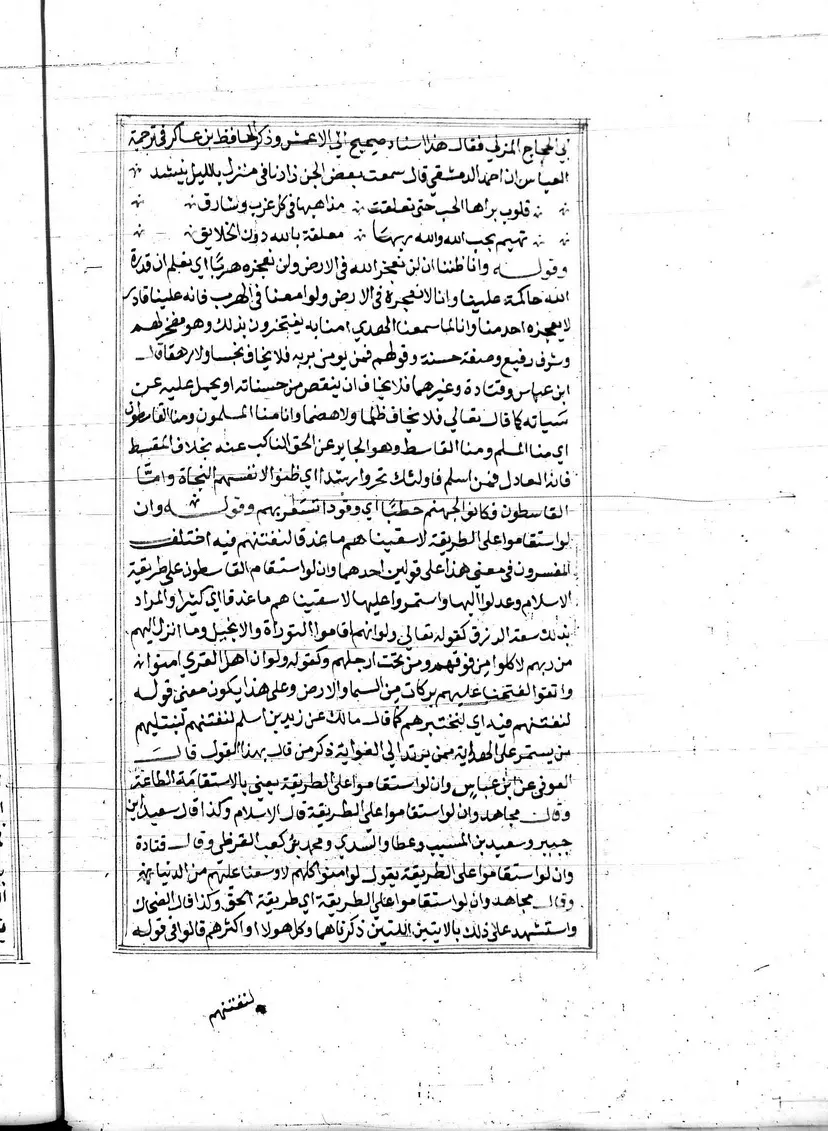 ابي الحجاج المزي فقال هذا اسناد صحيح الى الاعمش وذكر الحافظ بن عساكر في ترجمة
العباس ان احمد الدمشقي قال سمعت بعض الجن زادنا في منزل بالليل ينشد
قلوب براها الحب حتى تعلقت مذاهبها في كل غرب وشارق
تهيم بحب الله والله ربها معلقة بالله دون الخلايق
وقوله وانا ظننا ان لن نعجز الله في الارض ولن نعجزه هربا اي نعلم ان قدرة
الله حاكمة علينا وانا لا نعجزه في الارض ولو امعنا في الهرب فانه علينا قادر
لا يعجزه احد منا وانا لما سمعنا الهدي امنا به يفتخرون بذلك وهو مفخر لهم
وشرف رفيع وصفة حسنة وقولهم فمن يومن بربه فلا يخاف بخسا ولا رهقا قال
ابن عباس وقتادة وغيرهما فلا يخاف ان ينقص من حسناته او يحمل عليه غير
سياته كما قال تعالي فلا يخاف ظلما ولا هضما وانا منا المسلمون ومنا القاسطون
اي منا المسلم ومنا القاسط وهو الجاير عن الحق الناكب عنه بخلاف المقسط
فانه العادل فمن اسلم فاولئك تحروا رشدا اي طلبوا لانفسهم النجاة واما
القاسطون فكانوا لجهنم حطبا اي وقودا تسعر بهم وقوله وان
لو استقاموا على الطريقة لاسقيناهم ما غدقا لنفتنهم فيه اختلف
المفسرون في معنى هذا على قولين احدهما وان لو استقام القاسطون على طريقة
الاسلام وعدلوا اليها واستمروا عليها لاسقيناهم ما غدقا اي كثيرا والمراد
بذلك سعة الرزق كقوله تعالي ولو انهم اقاموا التوراة والانجيل وما انزل اليهم
من ربهم لاكلوا من فوقهم ومن تحت ارجلهم وكقوله ولو ان اهل القري امنوا
واتقوا لفتحنا عليهم بركات من السما والارض وعلى هذا يكون معنى قوله
لنفتنهم فيه اي لنختبرهم كما قال مالك عن زيد بن اسلم لنفتنهم لنبتليهم
من يستمر على الهداية ممن يرتد الي الغواية ذكر من قال بهذا القول قال
العوفي عن ابن عباس وان لو استقاموا على الطريقة يعني بالاستقامة الطاعة
وقال مجاهد وان لو استقاموا على الطريقة قال الاسلام وكذا قال سعيد بن
جبير وسعيد بن المسيب وعطا والسدي ومحمد بن كعب القرظي وقال قتادة
وان لو استقاموا على الطريقة يقول لو امنوا كلهم لاوسعنا عليهم من الدنيا
وقال مجاهد وان لو استقاموا على الطريقة اي طريقة الحق وكذا قال الضحاك
واستشهد على ذلك بالايتين اللتين ذكرناهما وكل هولا او اكثرهم قالوا في قوله
لنفتنهم